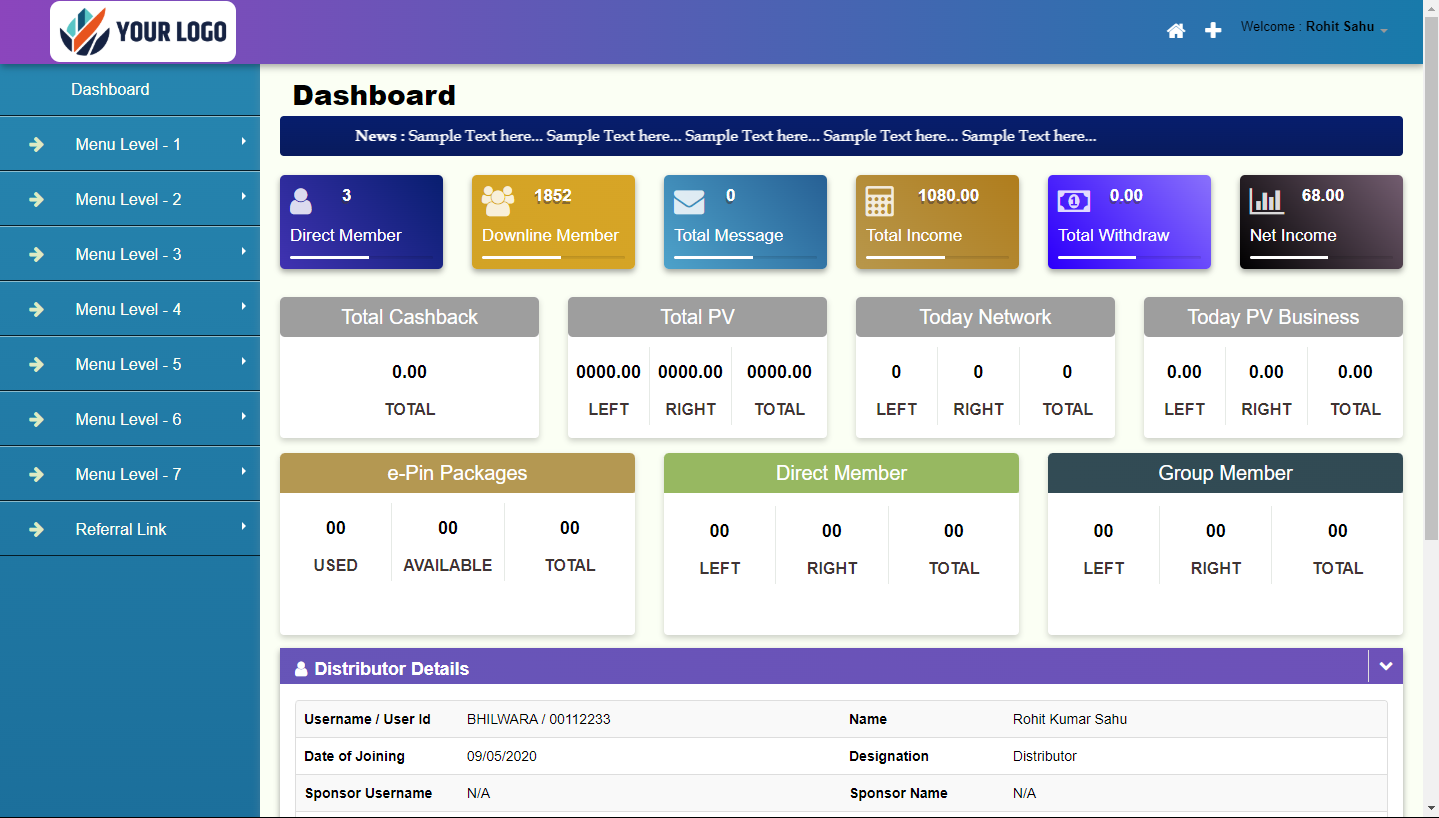 YOUR LOGO
Welcome : Rohit Sahu
Dashboard
Menu Level - 1
Menu Level - 2
Menu Level - 3
Menu Level - 4
Menu Level - 5
Menu Level - 6
Menu Level - 7
Referral Link
Dashboard
News : Sample Text here... Sample Text here... Sample Text here... Sample Text here... Sample Text here...
3
Direct Member
1852
Downline Member
0
Total Message
1080.00
Total Income
1
0.00
Total Withdraw
68.00
Net Income
Total Cashback
0.00
TOTAL
Total PV
0000.00 0000.00 0000.00
LEFT RIGHT TOTAL
Today Network
0 0 0
LEFT RIGHT TOTAL
Today PV Business
0.00 0.00 0.00
LEFT RIGHT TOTAL
e-Pin Packages
00 00 00
USED AVAILABLE TOTAL
Direct Member
00 00 00
LEFT RIGHT TOTAL
Group Member
00 00 00
LEFT RIGHT TOTAL
Distributor Details
Username / User Id BHILWARA / 00112233 Name Rohit Kumar Sahu
Date of Joining 09/05/2020 Designation Distributor
Sponsor Username N/A Sponsor Name N/A